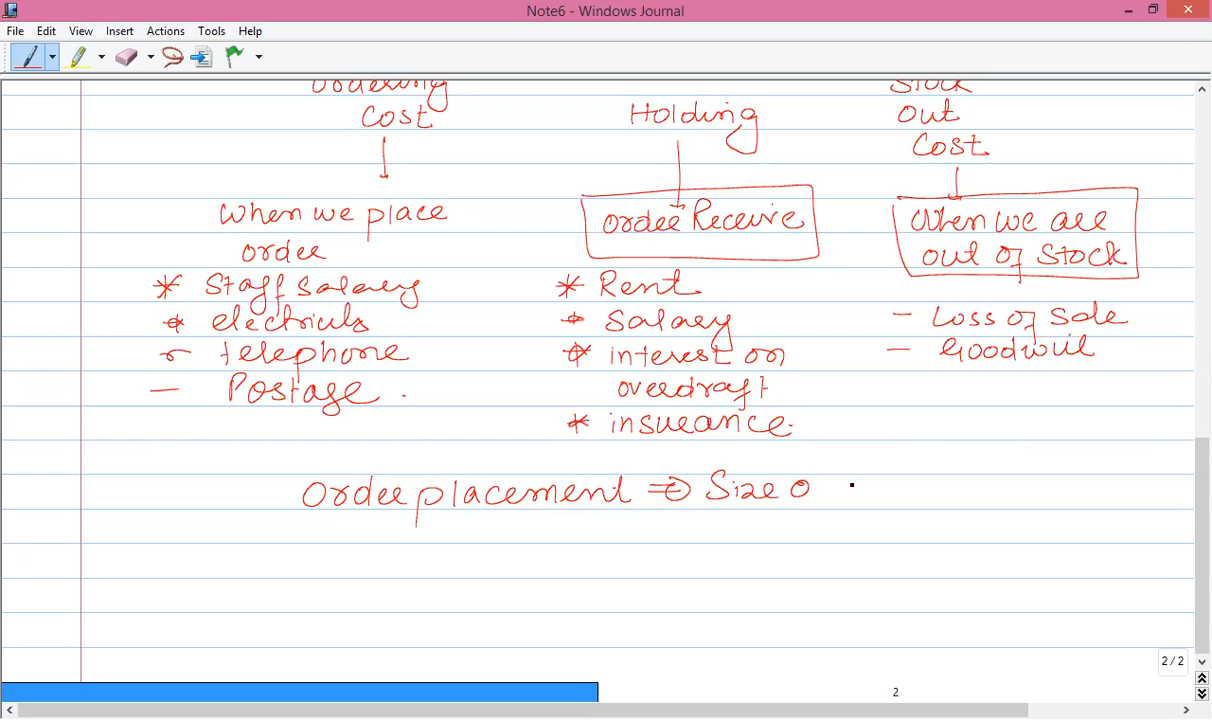 Note6 - Windows Journal
File Edit View Insert Actions Tools Help
Ordering
Cost
When we place
order
* Staff Salary
* electricals
telephone
- Postage.
Holding
Order Receive
* Rent
* Salary
* interest on
overdraft
* insurance.
Stock
Out
Cost
When we are
out of Stock
- Loss of Sale
- Goodwill
Order placement ⇒ Size o
2 / 2
2